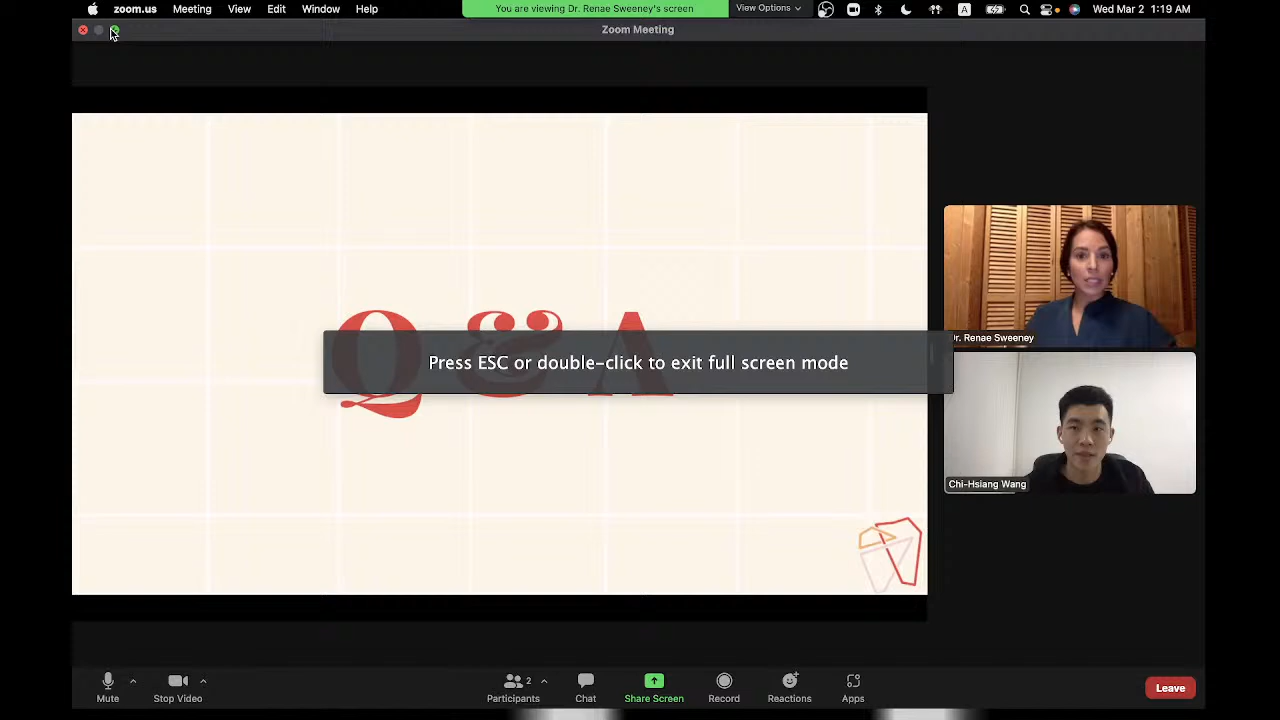 zoom.us Meeting View Edit Window Help
You are viewing Dr. Renae Sweeney's screen
View Options
A
Wed Mar 2 1:19 AM
Zoom Meeting
Q & A
Press ESC or double-click to exit full screen mode
Dr. Renae Sweeney
Chi-Hsiang Wang
Mute
Stop Video
Participants
2
Chat
Share Screen
Record
Reactions
Apps
Leave